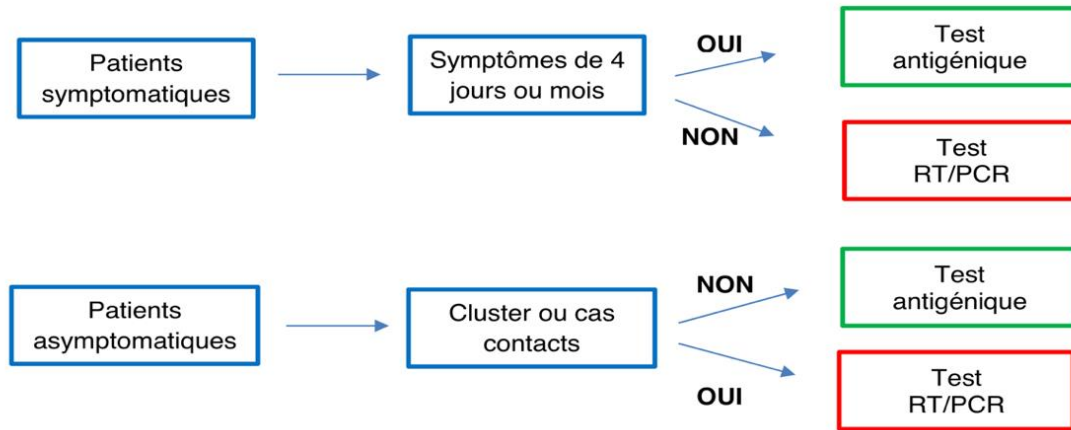 Patients
symptomatiques
Symptômes de 4
jours ou mois
OUI
Test
antigénique
NON
Test
RT/PCR
Patients
asymptomatiques
Cluster ou cas
contacts
NON
Test
antigénique
OUI
Test
RT/PCR